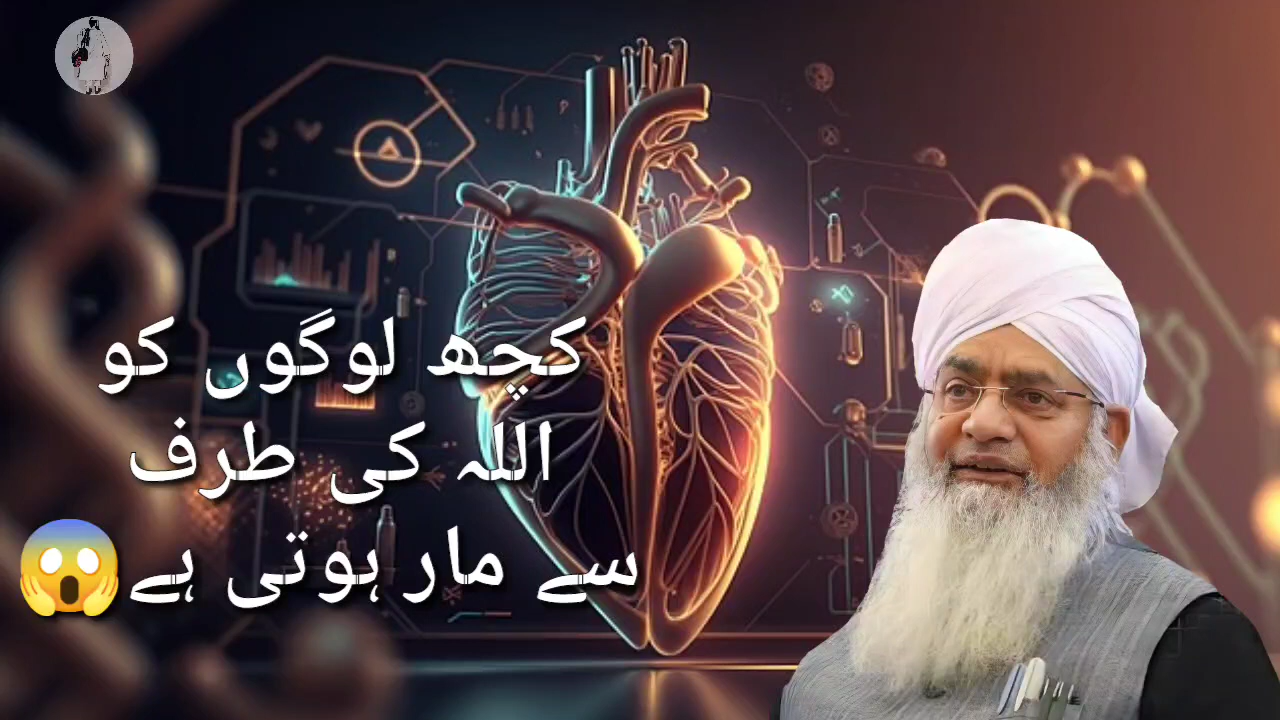 کچھ لوگوں کو
اللہ کی طرف
سے مار ہوتی ہے😱